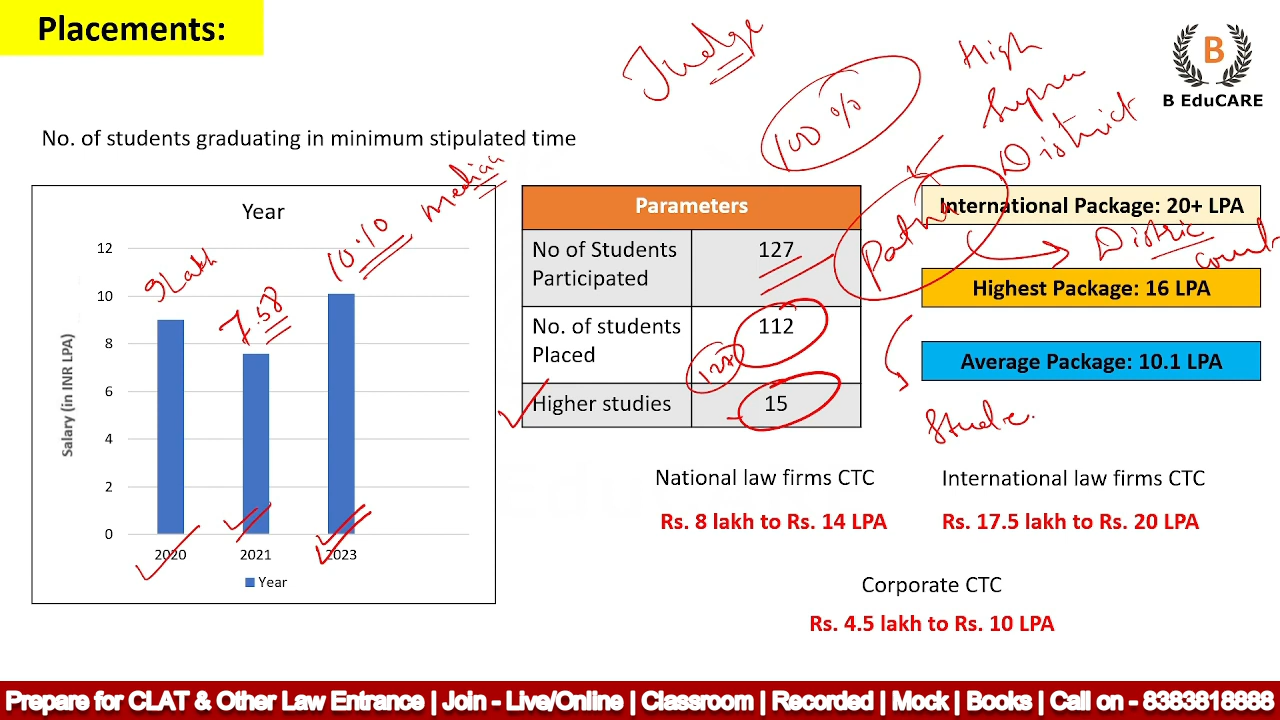 Placements:
B
B EduCARE
Judge
100%
High
District
No. of students graduating in minimum stipulated time
Year
Salary (in INR LPA)
12
10
8
6
4
2
0
9 Lakh
7.58
10.10 median
2020
2021
2023
Year
Parameters
No of Students Participated
127
No. of students Placed
112
Higher studies
15
International Package: 20+ LPA
District
court
Highest Package: 16 LPA
Average Package: 10.1 LPA
National law firms CTC
Rs. 8 lakh to Rs. 14 LPA
International law firms CTC
Rs. 17.5 lakh to Rs. 20 LPA
Corporate CTC
Rs. 4.5 lakh to Rs. 10 LPA
Prepare for CLAT & Other Law Entrance | Join - Live/Online | Classroom | Recorded | Mock | Books | Call on - 8383818888